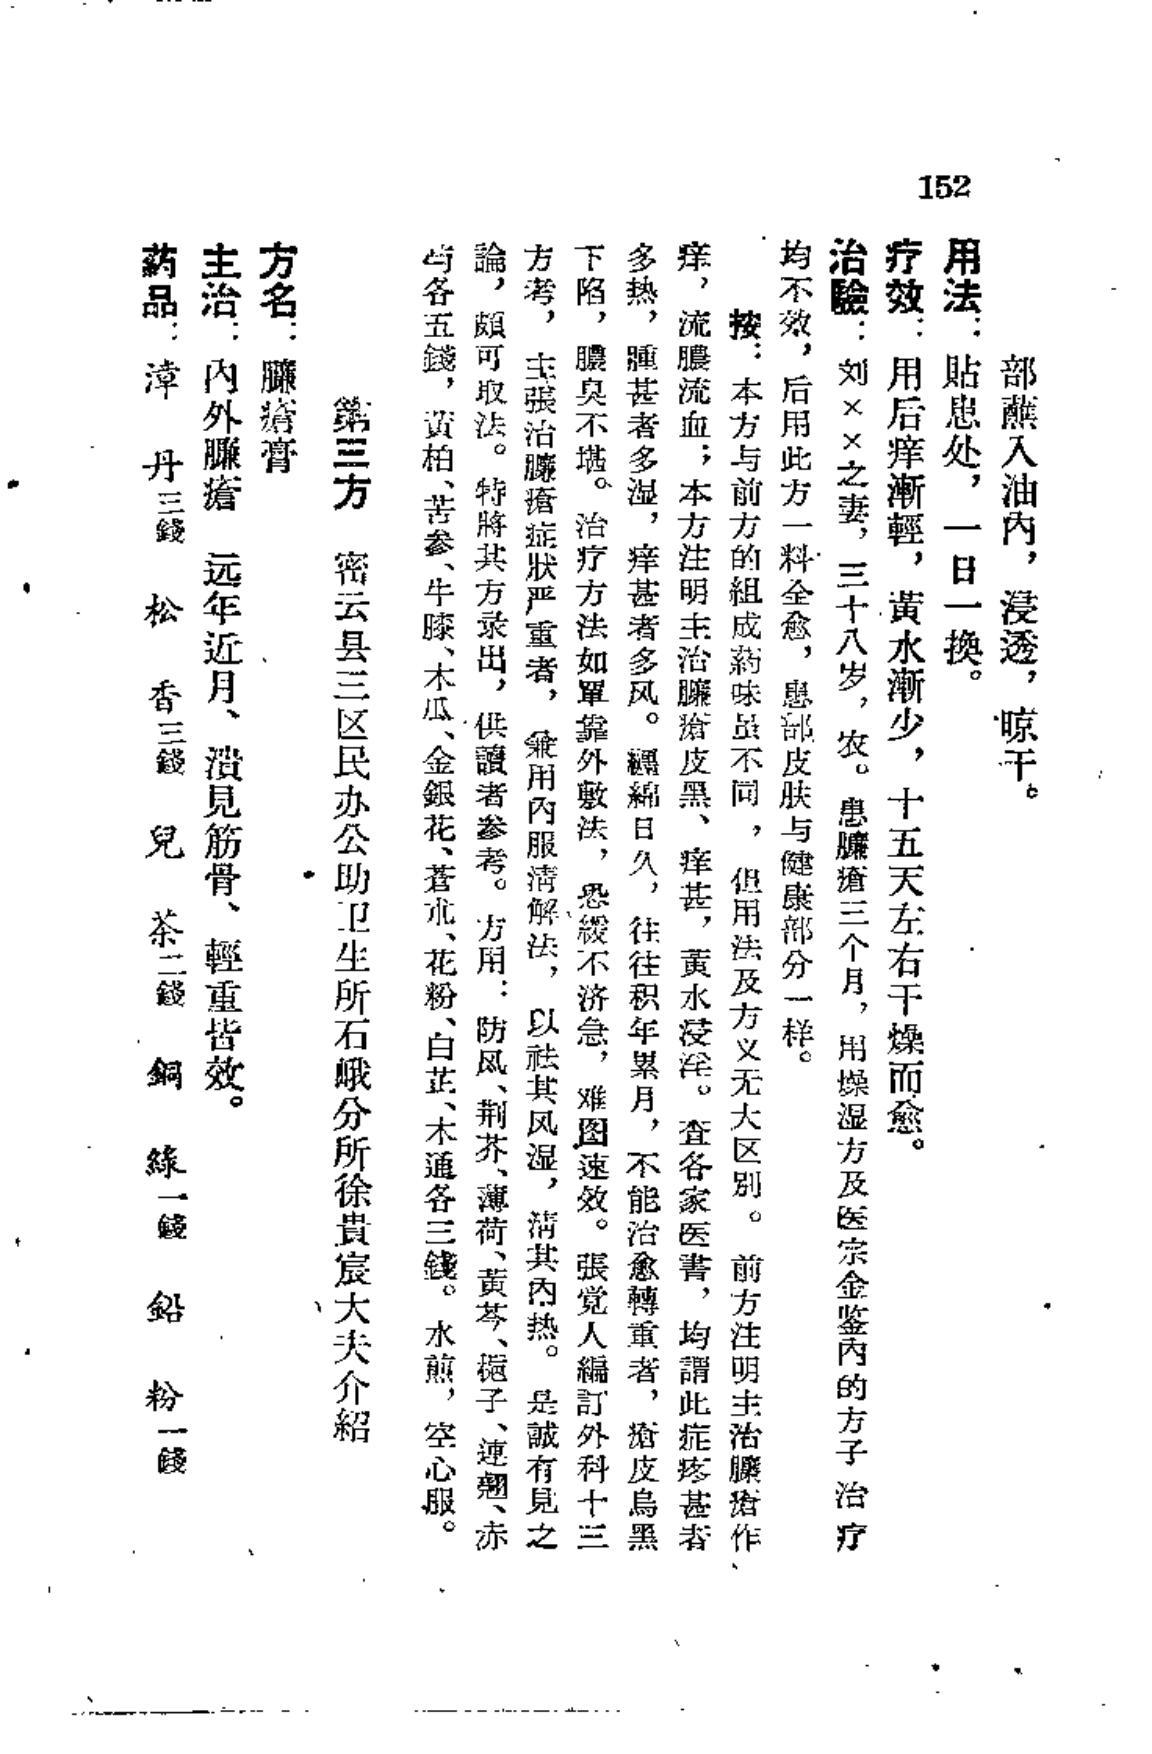 152
部蘸入油內，浸透，晾干。
用法：貼患处，一日一換。
疗效：用后痒漸輕，黃水漸少，十五天左右干燥而愈。
治驗：刘××之妻，三十八岁，农。患臁瘡三个月，用燥湿方及医宗金鉴內的方子治疗
均不效，后用此方一料全愈，患部皮肤与健康部分一样。
按：本方与前方的組成葯味虽不同，但用法及方义无大区别。前方注明主治臁瘡作
痒，流膿流血；本方注明主治臁瘡皮黑、痒甚，黃水浸淫。查各家医書，均謂此症疼甚者
多热，腫甚者多湿，痒甚者多风。纏綿日久，往往积年累月，不能治愈轉重者，瘡皮烏黑
下陷，膿臭不堪。治疗方法如單靠外敷法，恐緩不济急，难图速效。張觉人編訂外科十三
方考，主張治臁瘡症狀严重者，兼用內服清解法，以祛其风湿，清其內热。是誠有見之
論，頗可取法。特將其方录出，供讀者参考。方用：防风、荆芥、薄荷、黃芩、梔子、連翹、赤
芍各五錢，黃柏、苦参、牛膝、木瓜、金銀花、蒼朮、花粉、白芷、木通各三錢。水煎，空心服。
第三方　密云县三区民办公助卫生所石峨分所徐貴宸大夫介紹
方名：臁瘡膏
主治：內外臁瘡　远年近月、潰見筋骨、輕重皆效。
葯品：漳丹三錢　松香三錢　兒茶二錢　銅綠一錢　鉛粉一錢